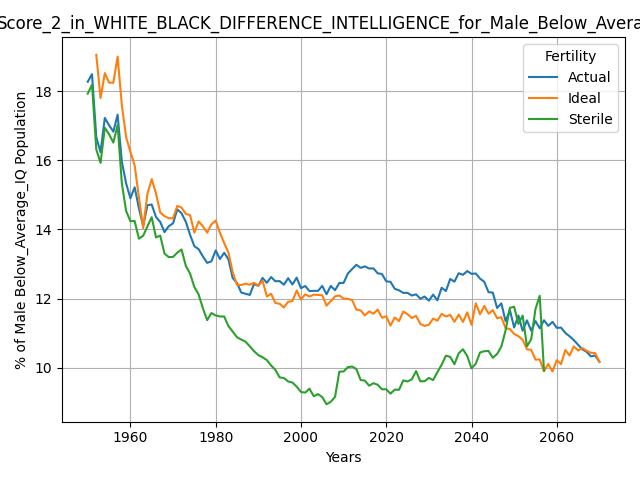 Score_2_in_WHITE_BLACK_DIFFERENCE_INTELLIGENCE_for_Male_Below_Avera
% of Male Below_Average_IQ Population
18
16
14
12
10
Fertility
Actual
Ideal
Sterile
1960 1980 2000 2020 2040 2060
Years